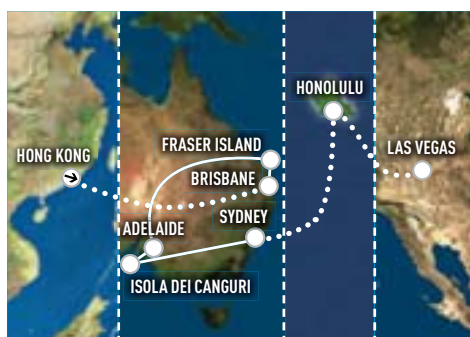 HONOLULU
HONG KONG
FRASER ISLAND
LAS VEGAS
BRISBANE
SYDNEY
ADELAIDE
ISOLA DEI CANGURI